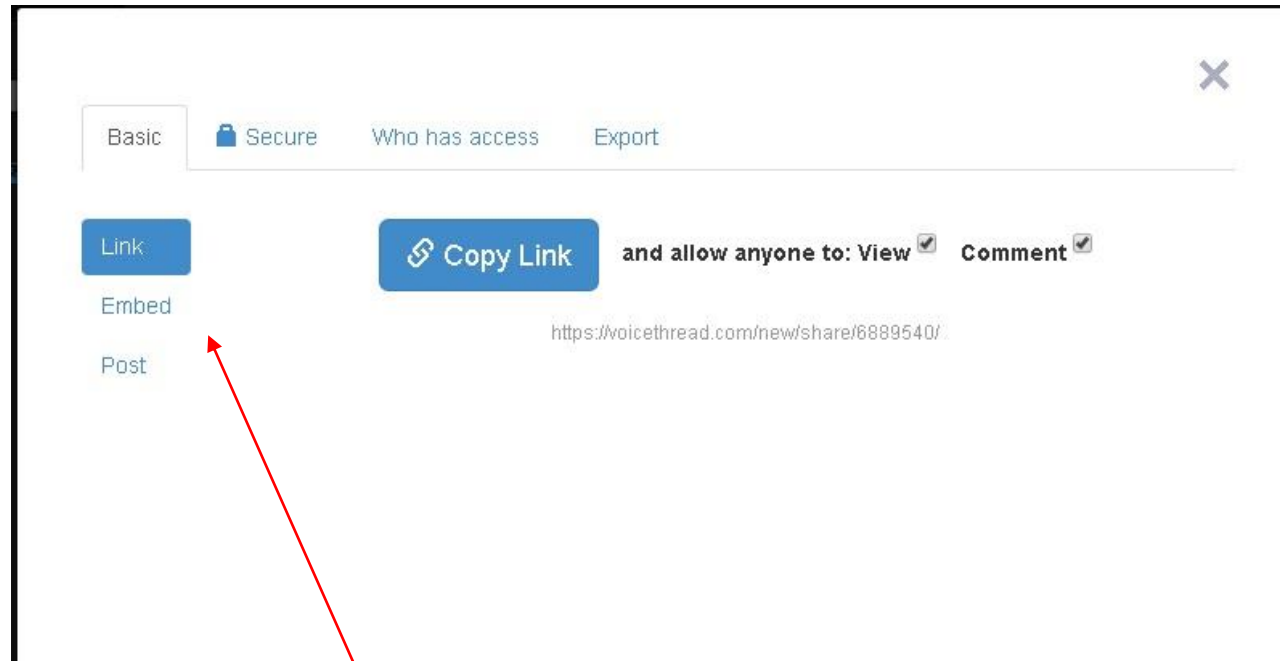 Basic Secure Who has access Export
Link
Copy Link and allow anyone to: View Comment
Embed
https://voicethread.com/new/share/6889540/
Post